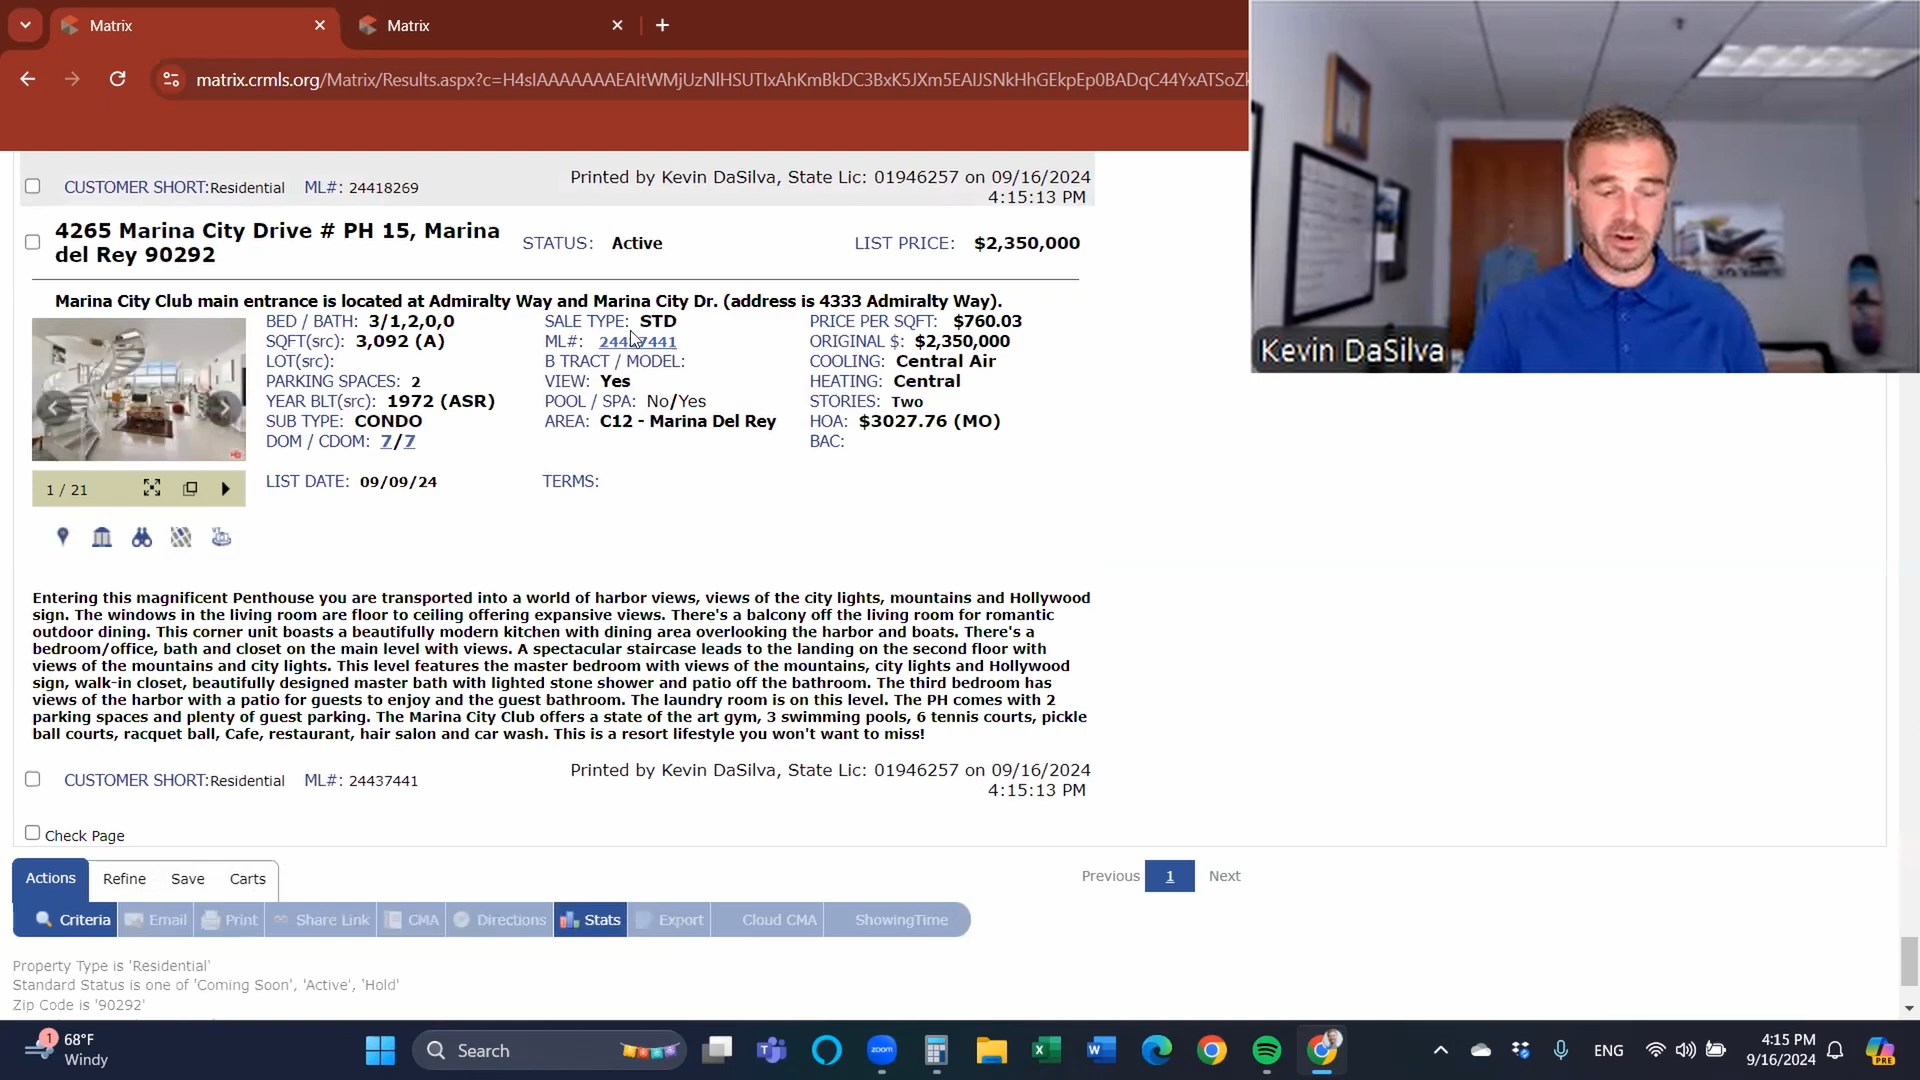 Matrix
Matrix
matrix.crmls.org/Matrix/Results.aspx?c=
CUSTOMER SHORT:Residential ML#: 24418269
Printed by Kevin DaSilva, State Lic: 01946257 on 09/16/2024
4:15:13 PM
4265 Marina City Drive # PH 15, Marina
del Rey 90292
STATUS: Active
LIST PRICE: $2,350,000
Marina City Club main entrance is located at Admiralty Way and Marina City Dr. (address is 4333 Admiralty Way).
BED / BATH: 3/1,2,0,0
SQFT(src): 3,092 (A)
LOT(src):
PARKING SPACES: 2
YEAR BLT(src): 1972 (ASR)
SUB TYPE: CONDO
DOM / CDOM: 7/7
LIST DATE: 09/09/24
SALE TYPE: STD
ML#: 24437441
B TRACT / MODEL:
VIEW: Yes
POOL / SPA: No/Yes
AREA: C12 - Marina Del Rey
TERMS:
PRICE PER SQFT: $760.03
ORIGINAL $: $2,350,000
COOLING: Central Air
HEATING: Central
STORIES: Two
HOA: $3027.76 (MO)
BAC:
1 / 21
Entering this magnificent Penthouse you are transported into a world of harbor views, views of the city lights, mountains and Hollywood
sign. The windows in the living room are floor to ceiling offering expansive views. There's a balcony off the living room for romantic
outdoor dining. This corner unit boasts a beautifully modern kitchen with dining area overlooking the harbor and boats. There's a
bedroom/office, bath and closet on the main level with views. A spectacular staircase leads to the landing on the second floor with
views of the mountains and city lights. This level features the master bedroom with views of the mountains, city lights and Hollywood
sign, walk-in closet, beautifully designed master bath with lighted stone shower and patio off the bathroom. The third bedroom has
views of the harbor with a patio for guests to enjoy and the guest bathroom. The laundry room is on this level. The PH comes with 2
parking spaces and plenty of guest parking. The Marina City Club offers a state of the art gym, 3 swimming pools, 6 tennis courts, pickle
ball courts, racquet ball, Cafe, restaurant, hair salon and car wash. This is a resort lifestyle you won't want to miss!
CUSTOMER SHORT:Residential ML#: 24437441
Printed by Kevin DaSilva, State Lic: 01946257 on 09/16/2024
4:15:13 PM
Check Page
Actions Refine Save Carts
Previous 1 Next
Criteria Email Print Share Link CMA Directions Stats Export Cloud CMA ShowingTime
Property Type is 'Residential'
Standard Status is one of 'Coming Soon', 'Active', 'Hold'
Zip Code is '90292'
Kevin DaSilva
1
68°F
Windy
Search
zoom
ENG
4:15 PM
9/16/2024
PRE